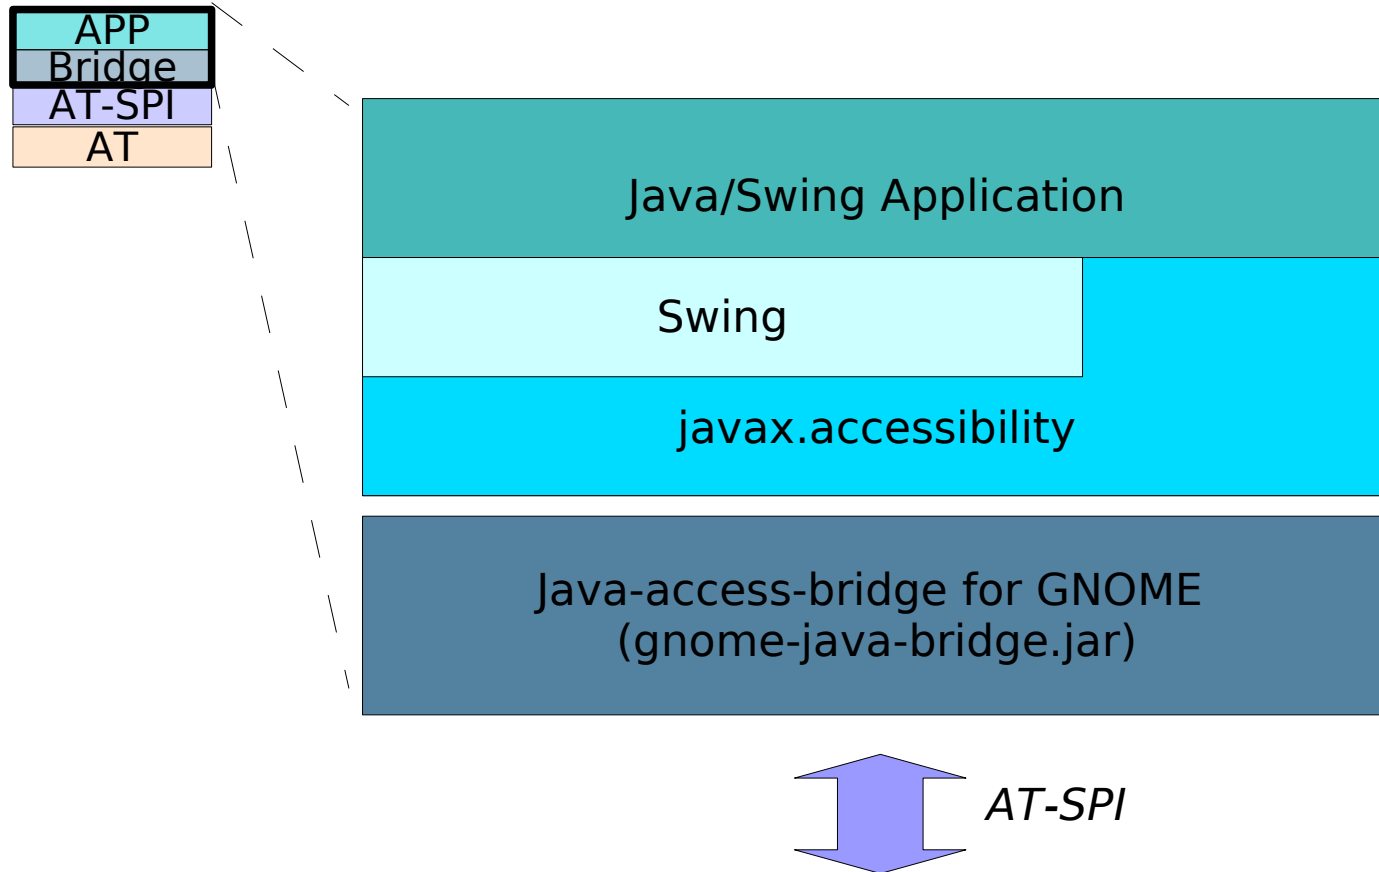 APP
Bridge
AT-SPI
AT
Java/Swing Application
Swing
javax.accessibility
Java-access-bridge for GNOME
(gnome-java-bridge.jar)
AT-SPI